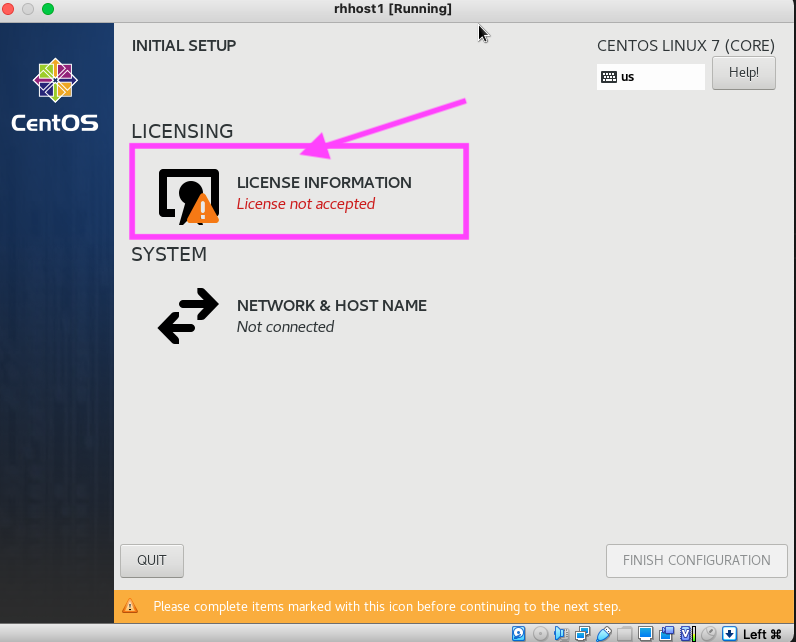 rhhost1 [Running]
INITIAL SETUP
CENTOS LINUX 7 (CORE)
us
Help!
CentOS
LICENSING
LICENSE INFORMATION
License not accepted
SYSTEM
NETWORK & HOST NAME
Not connected
QUIT
FINISH CONFIGURATION
Please complete items marked with this icon before continuing to the next step.
Left ⌘